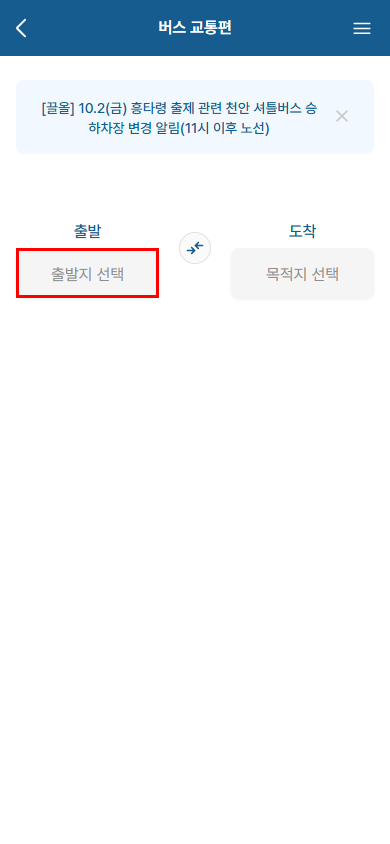 버스 교통편
[끌올] 10.2(금) 흥타령 출제 관련 천안 셔틀버스 승
하차장 변경 알림(11시 이후 노선)
출발
도착
출발지 선택
목적지 선택